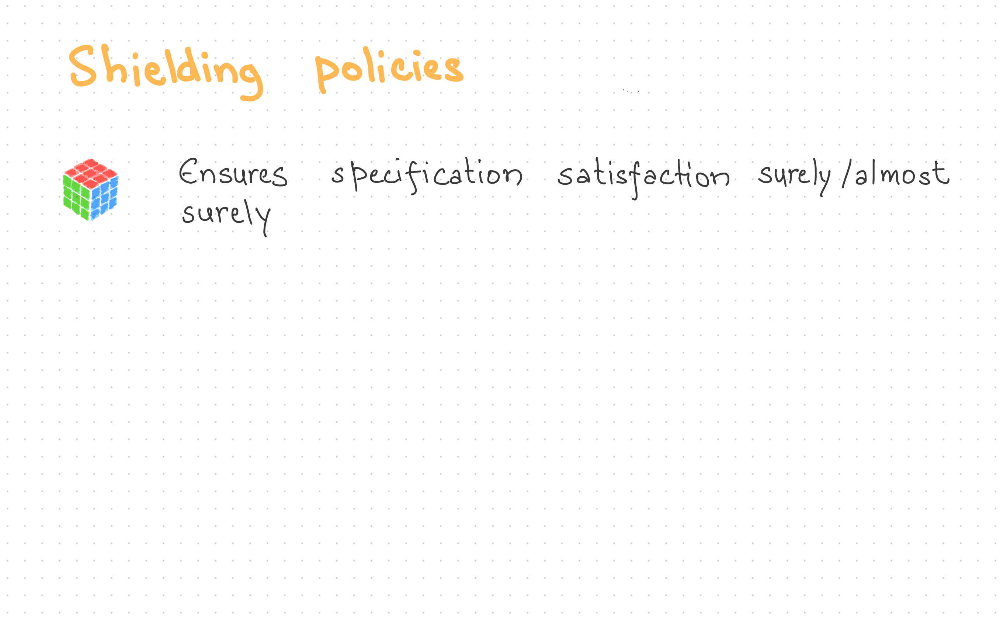 Shielding policies
Ensures specification satisfaction surely/almost
surely